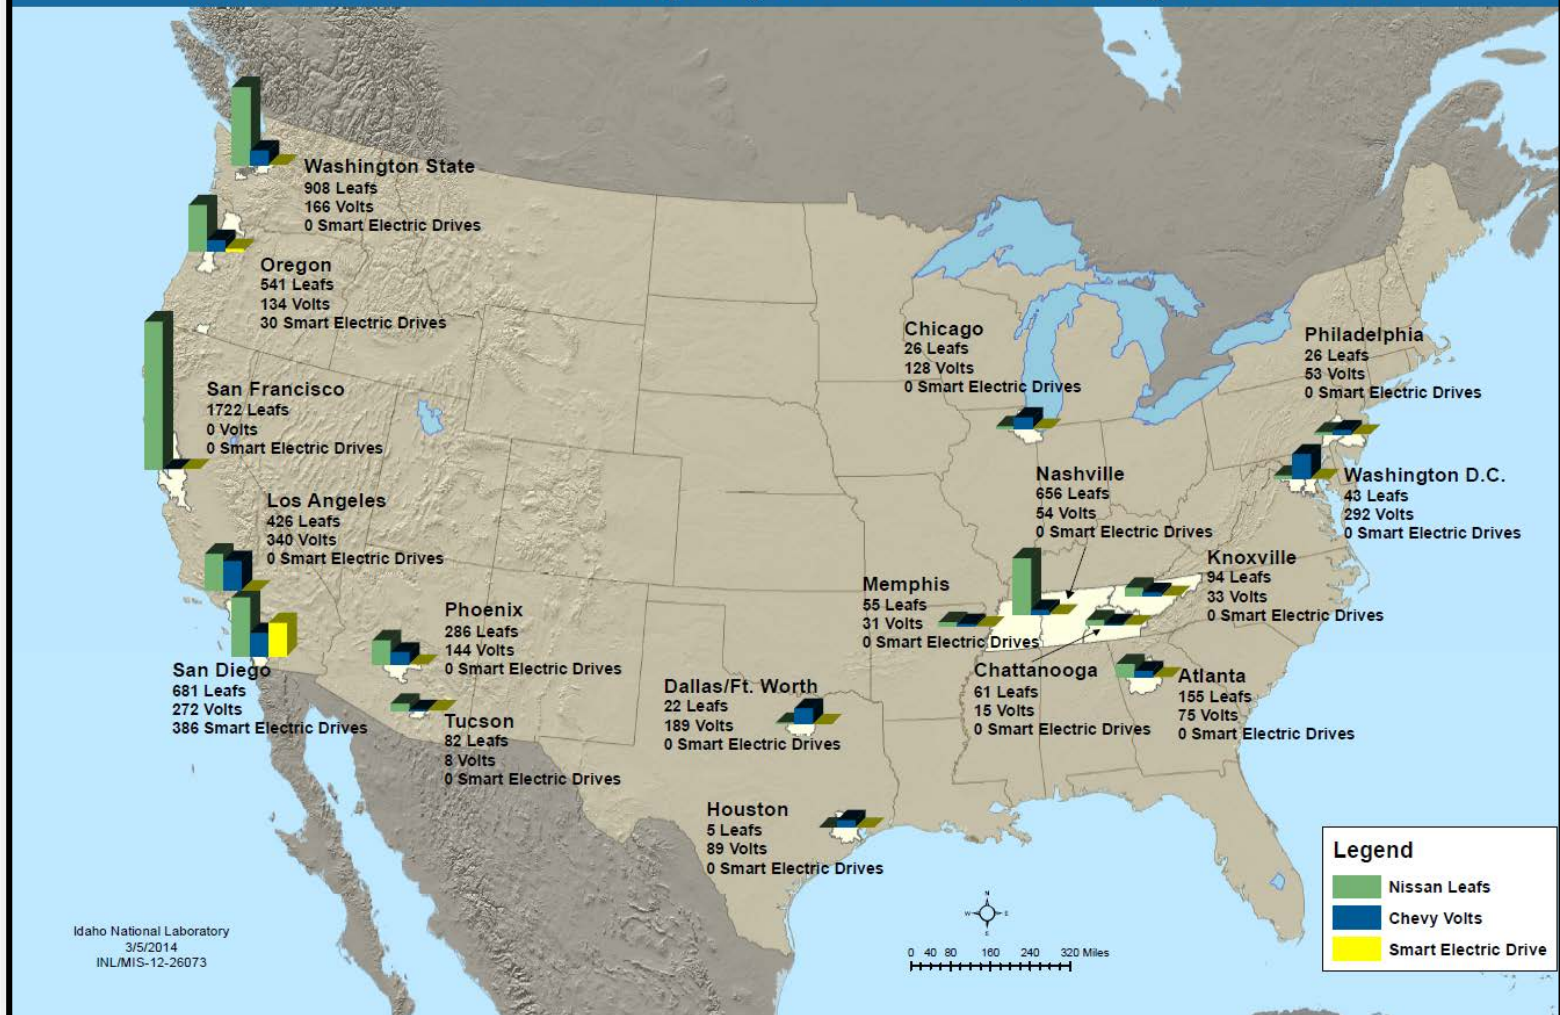 Washington State
908 Leafs
166 Volts
0 Smart Electric Drives
Oregon
541 Leafs
134 Volts
30 Smart Electric Drives
San Francisco
1722 Leafs
0 Volts
0 Smart Electric Drives
Los Angeles
426 Leafs
340 Volts
0 Smart Electric Drives
San Diego
681 Leafs
272 Volts
386 Smart Electric Drives
Phoenix
286 Leafs
144 Volts
0 Smart Electric Drives
Tucson
82 Leafs
8 Volts
0 Smart Electric Drives
Dallas/Ft. Worth
22 Leafs
189 Volts
0 Smart Electric Drives
Houston
5 Leafs
89 Volts
0 Smart Electric Drives
Chicago
26 Leafs
128 Volts
0 Smart Electric Drives
Nashville
656 Leafs
54 Volts
0 Smart Electric Drives
Memphis
55 Leafs
31 Volts
0 Smart Electric Drives
Chattanooga
61 Leafs
15 Volts
0 Smart Electric Drives
Knoxville
94 Leafs
33 Volts
0 Smart Electric Drives
Atlanta
155 Leafs
75 Volts
0 Smart Electric Drives
Philadelphia
26 Leafs
53 Volts
0 Smart Electric Drives
Washington D.C.
43 Leafs
292 Volts
0 Smart Electric Drives
Idaho National Laboratory
3/5/2014
INL/MIS-12-26073
N
W E
E
0 40 80 160 240 320 Miles
Legend
Nissan Leafs
Chevy Volts
Smart Electric Drive